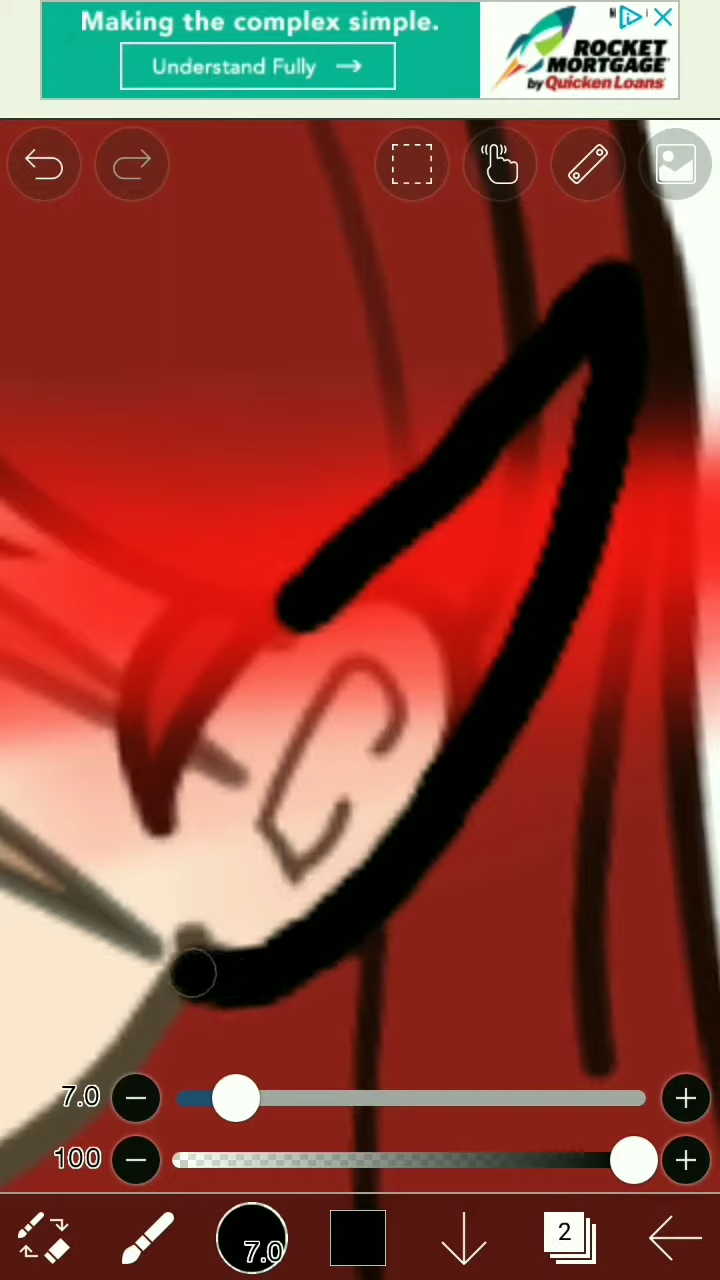 Making the complex simple.
Understand Fully →
ROCKET
MORTGAGE
by Quicken Loans
7.0
100
7.0
2